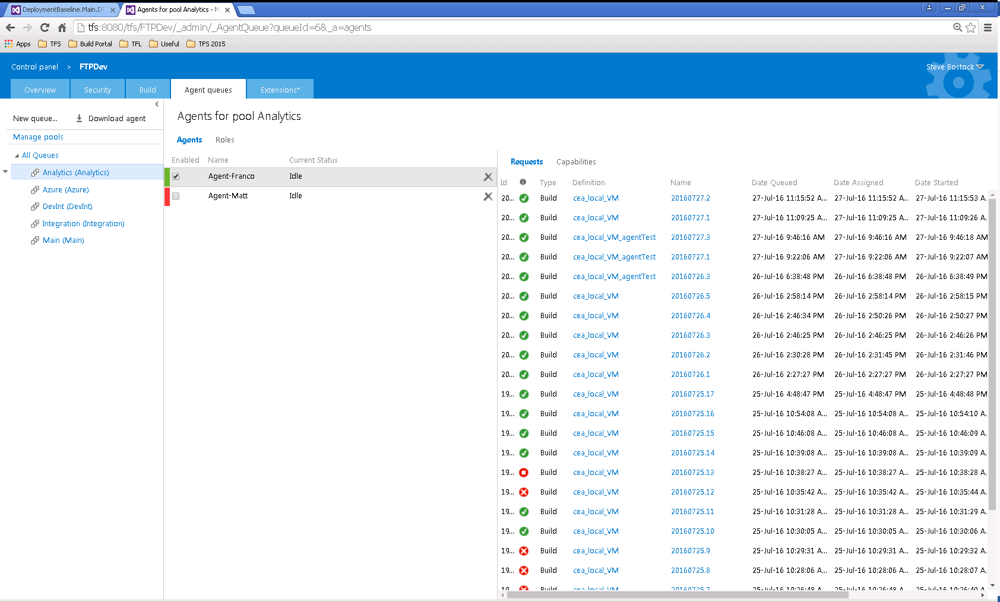 DeploymentBaseline.Main.DT
Agents for pool Analytics - M
tfs:8080/tfs/FTPDev/_admin/_AgentQueue?queueId=6&_a=agents
Apps TFS Build Portal TFL Useful TFS 2015
Control panel > FTPDev
Steve Bostock
Overview Security Build Agent queues Extensions*
New queue... Download agent
Manage pools
All Queues
Analytics (Analytics)
Azure (Azure)
DevInt (DevInt)
Integration (Integration)
Main (Main)
Agents for pool Analytics
Agents Roles
Enabled Name Current Status
Agent-Franco Idle
Agent-Matt Idle
Requests Capabilities
Id Type Definition Name Date Queued Date Assigned Date Started
20... Build cea_local_VM 20160727.2 27-Jul-16 11:15:52 A... 27-Jul-16 11:15:52 A... 27-Jul-16 11:15:53 A.
20... Build cea_local_VM 20160727.1 27-Jul-16 11:09:25 A... 27-Jul-16 11:09:25 A... 27-Jul-16 11:09:26 A.
20... Build cea_local_VM_agentTest 20160727.3 27-Jul-16 9:46:16 AM 27-Jul-16 9:46:16 AM 27-Jul-16 9:46:18 AM
20... Build cea_local_VM_agentTest 20160727.1 27-Jul-16 9:22:06 AM 27-Jul-16 9:22:06 AM 27-Jul-16 9:22:07 AM
20... Build cea_local_VM_agentTest 20160726.3 26-Jul-16 6:38:48 PM 26-Jul-16 6:38:48 PM 26-Jul-16 6:38:49 PM
20... Build cea_local_VM 20160726.5 26-Jul-16 2:58:14 PM 26-Jul-16 2:58:14 PM 26-Jul-16 2:58:15 PM
20... Build cea_local_VM 20160726.4 26-Jul-16 2:46:34 PM 26-Jul-16 2:50:26 PM 26-Jul-16 2:50:27 PM
20... Build cea_local_VM 20160726.3 26-Jul-16 2:46:25 PM 26-Jul-16 2:46:25 PM 26-Jul-16 2:46:26 PM
20... Build cea_local_VM 20160726.2 26-Jul-16 2:30:28 PM 26-Jul-16 2:31:45 PM 26-Jul-16 2:31:46 PM
20... Build cea_local_VM 20160726.1 26-Jul-16 2:27:27 PM 26-Jul-16 2:27:27 PM 26-Jul-16 2:27:27 PM
19... Build cea_local_VM 20160725.17 25-Jul-16 4:48:47 PM 25-Jul-16 4:48:47 PM 25-Jul-16 4:48:48 PM
19... Build cea_local_VM 20160725.16 25-Jul-16 10:54:08 A... 25-Jul-16 10:54:08 A... 25-Jul-16 10:54:10 A.
19... Build cea_local_VM 20160725.15 25-Jul-16 10:46:08 A... 25-Jul-16 10:46:08 A... 25-Jul-16 10:46:09 A.
19... Build cea_local_VM 20160725.14 25-Jul-16 10:39:08 A... 25-Jul-16 10:39:08 A... 25-Jul-16 10:39:09 A.
19... Build cea_local_VM 20160725.13 25-Jul-16 10:38:27 A... 25-Jul-16 10:38:27 A... 25-Jul-16 10:38:28 A.
19... Build cea_local_VM 20160725.12 25-Jul-16 10:35:42 A... 25-Jul-16 10:35:42 A... 25-Jul-16 10:35:44 A.
19... Build cea_local_VM 20160725.11 25-Jul-16 10:31:28 A... 25-Jul-16 10:31:28 A... 25-Jul-16 10:31:29 A.
19... Build cea_local_VM 20160725.10 25-Jul-16 10:30:05 A... 25-Jul-16 10:30:05 A... 25-Jul-16 10:30:06 A.
19... Build cea_local_VM 20160725.9 25-Jul-16 10:29:31 A... 25-Jul-16 10:29:31 A... 25-Jul-16 10:29:32 A.
19... Build cea_local_VM 20160725.8 25-Jul-16 10:28:06 A... 25-Jul-16 10:28:06 A... 25-Jul-16 10:28:07 A.
19... Build cea_local_VM 20160725.7 25-Jul-16 10:26:48 A... 25-Jul-16 10:26:48 A... 25-Jul-16 10:26:49 A.